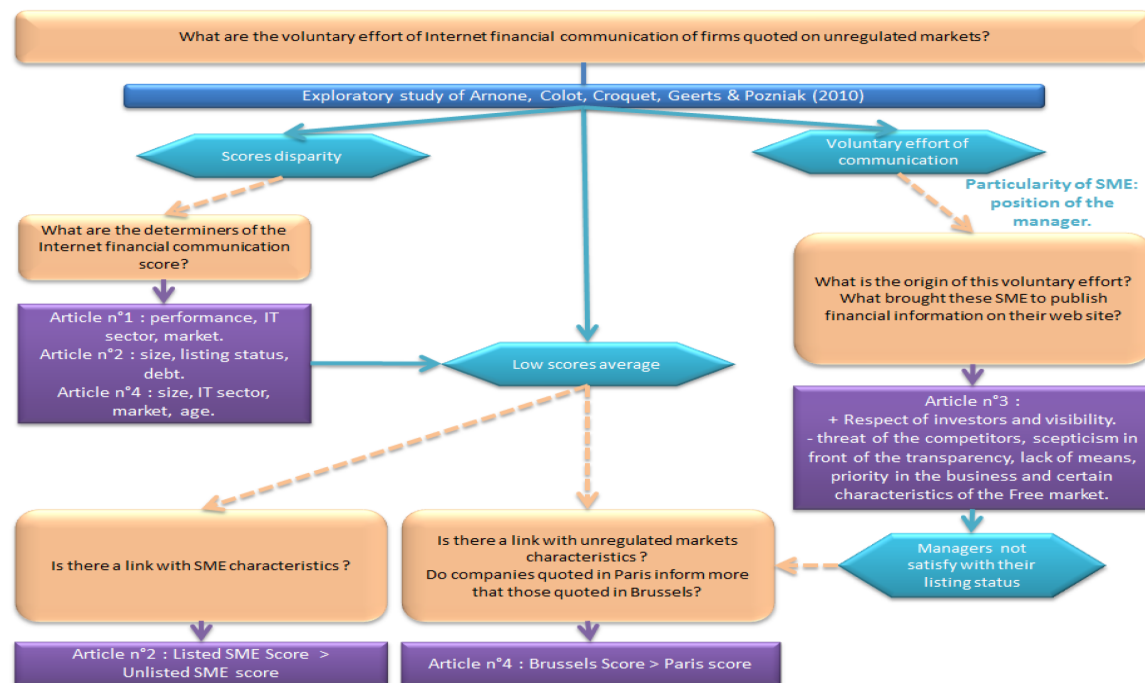 What are the voluntary effort of Internet financial communication of firms quoted on unregulated markets?
Exploratory study of Arnone, Colot, Croquet, Geerts & Pozniak (2010)
Scores disparity
Voluntary effort of
communication
Particularity of SME:
position of the
manager.
What are the determiners of the
Internet financial communication
score?
What is the origin of this voluntary effort?
What brought these SME to publish
financial information on their web site?
Article n°1 : performance, IT
sector, market.
Article n°2 : size, listing status,
debt.
Article n°4 : size, IT sector,
market, age.
Low scores average
Article n°3 :
+ Respect of investors and visibility.
- threat of the competitors, scepticism in
front of the transparency, lack of means,
priority in the business and certain
characteristics of the Free market.
Is there a link with SME characteristics ?
Is there a link with unregulated markets
characteristics ?
Do companies quoted in Paris inform more
that those quoted in Brussels?
Managers not
satisfy with their
listing status
Article n°2 : Listed SME Score >
Unlisted SME score
Article n°4 : Brussels Score > Paris score